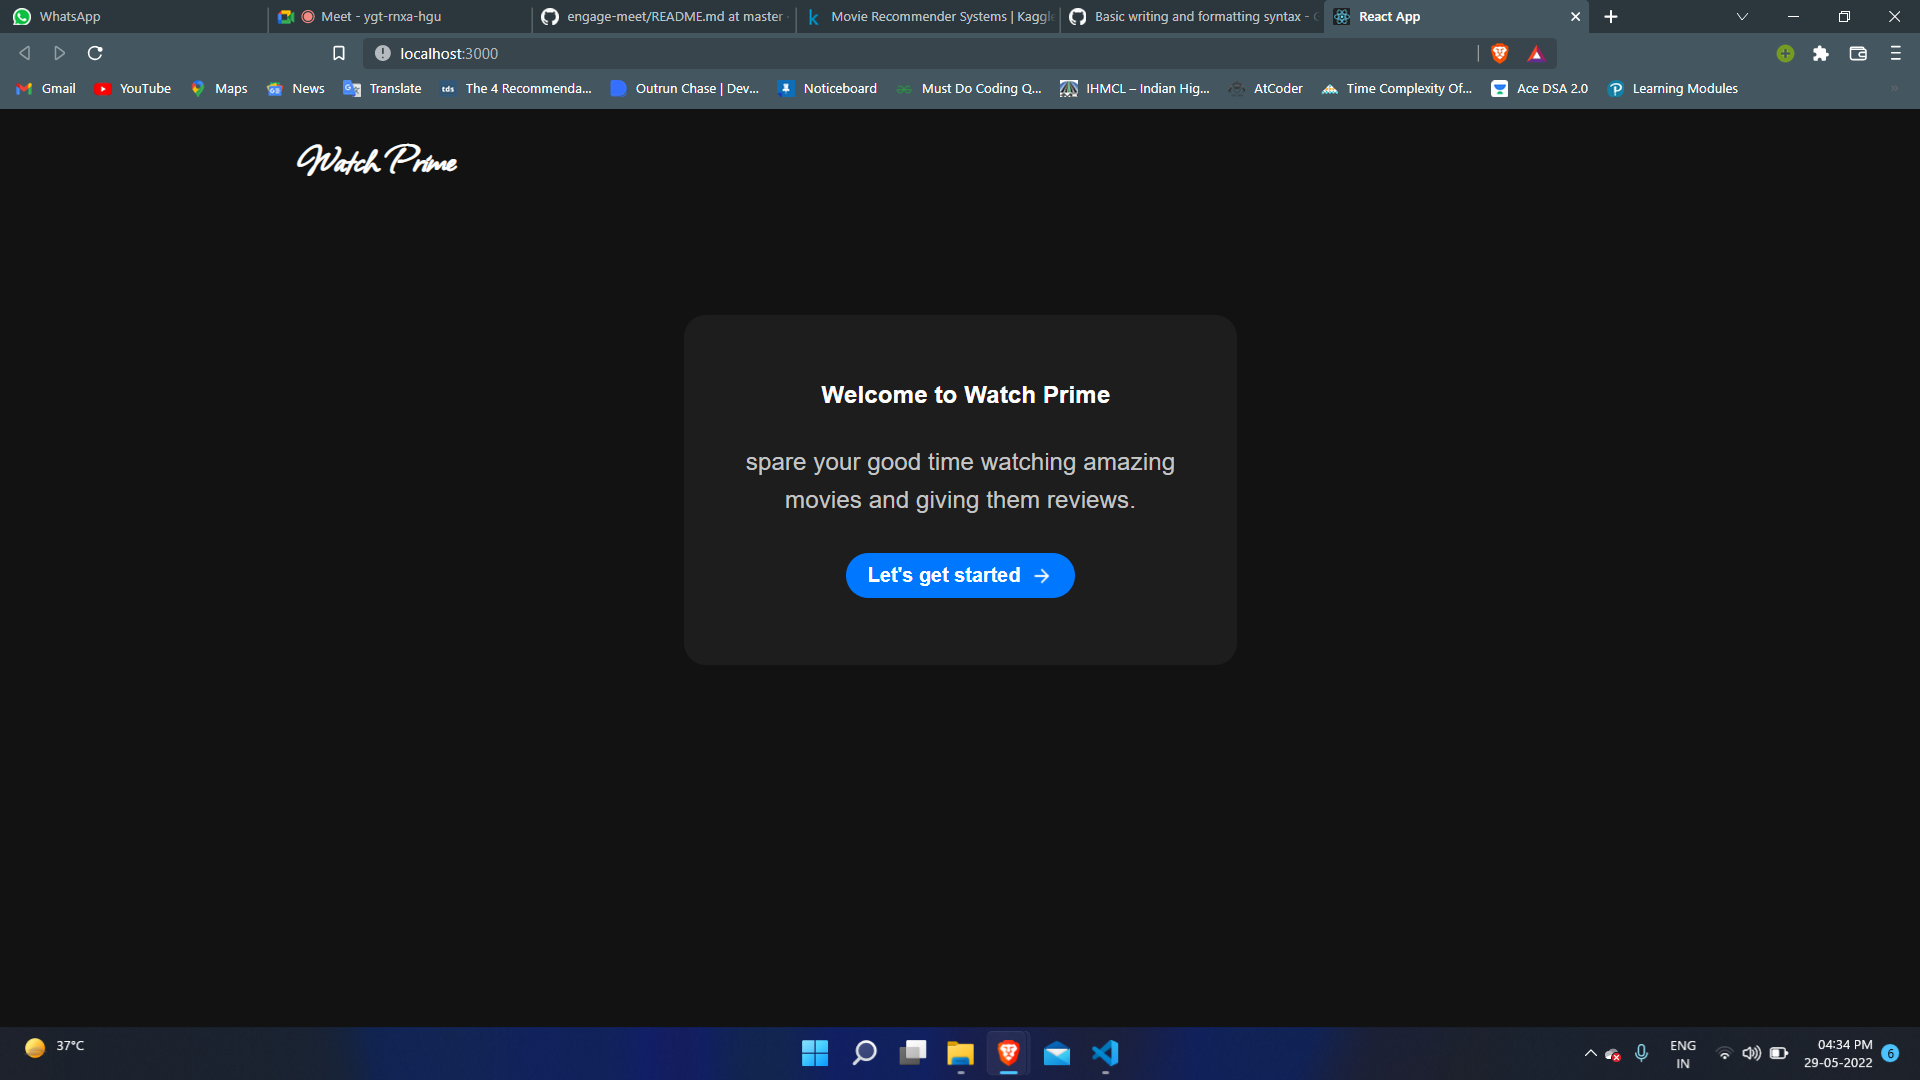 WhatsApp
Meet - ygt-rnxa-hgu
engage-meet/README.md at master
Movie Recommender Systems | Kaggle
Basic writing and formatting syntax -
React App
localhost:3000
Gmail
YouTube
Maps
News
Translate
tds
The 4 Recommenda...
Outrun Chase | Dev...
Noticeboard
Must Do Coding Q...
IHMCL – Indian Hig...
AtCoder
Time Complexity Of...
Ace DSA 2.0
Learning Modules
Watch Prime
Welcome to Watch Prime
spare your good time watching amazing
movies and giving them reviews.
Let's get started
37°C
ENG
IN
04:34 PM
29-05-2022
6